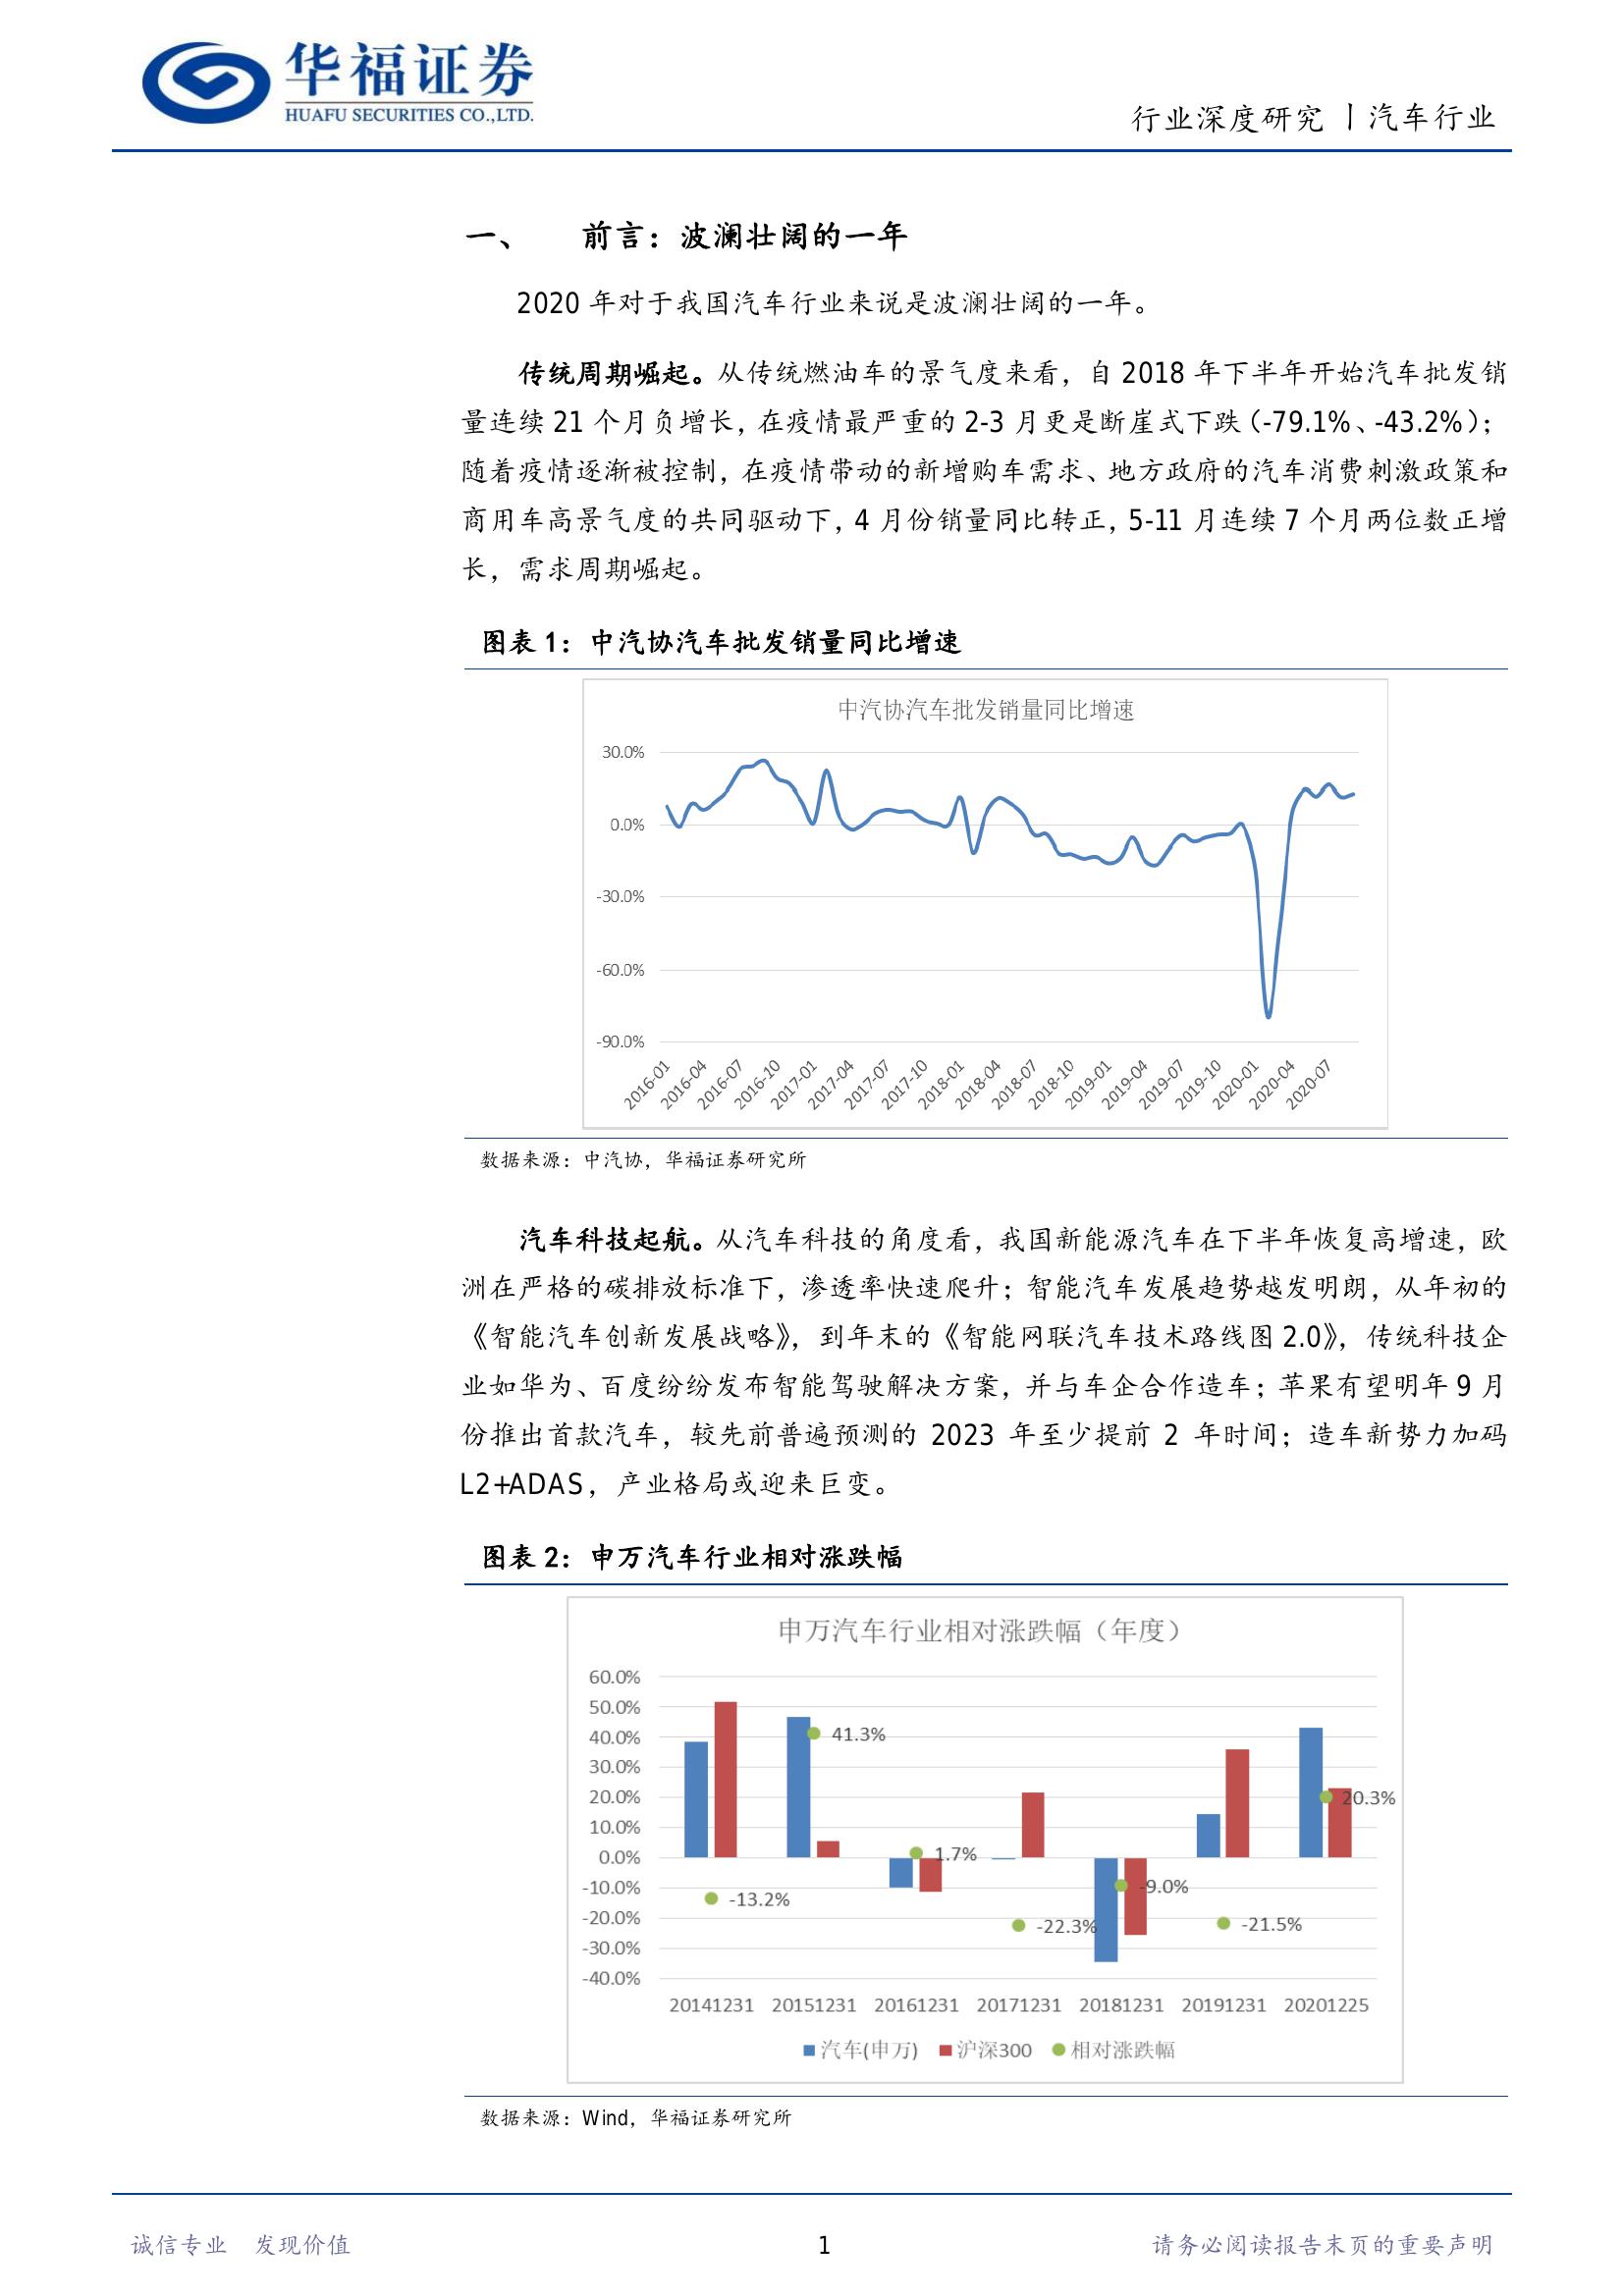 华福证券
HUAFU SECURITIES CO.,LTD.
行业深度研究 丨汽车行业
一、 前言：波澜壮阔的一年
2020 年对于我国汽车行业来说是波澜壮阔的一年。
传统周期崛起。从传统燃油车的景气度来看，自 2018 年下半年开始汽车批发销
量连续 21 个月负增长，在疫情最严重的 2-3 月更是断崖式下跌（-79.1%、-43.2%）；
随着疫情逐渐被控制，在疫情带动的新增购车需求、地方政府的汽车消费刺激政策和
商用车高景气度的共同驱动下，4 月份销量同比转正，5-11 月连续 7 个月两位数正增
长，需求周期崛起。
图表 1：中汽协汽车批发销量同比增速
中汽协汽车批发销量同比增速
30.0%
0.0%
-30.0%
-60.0%
-90.0%
2016-01 2016-04 2016-07 2016-10 2017-01 2017-04 2017-07 2017-10 2018-01 2018-04 2018-07 2018-10 2019-01 2019-04 2019-07 2019-10 2020-01 2020-04 2020-07
数据来源：中汽协，华福证券研究所
汽车科技起航。从汽车科技的角度看，我国新能源汽车在下半年恢复高增速，欧
洲在严格的碳排放标准下，渗透率快速爬升；智能汽车发展趋势越发明朗，从年初的
《智能汽车创新发展战略》，到年末的《智能网联汽车技术路线图 2.0》，传统科技企
业如华为、百度纷纷发布智能驾驶解决方案，并与车企合作造车；苹果有望明年 9 月
份推出首款汽车，较先前普遍预测的 2023 年至少提前 2 年时间；造车新势力加码
L2+ADAS，产业格局或迎来巨变。
图表 2：申万汽车行业相对涨跌幅
申万汽车行业相对涨跌幅（年度）
60.0%
50.0%
40.0%
30.0%
20.0%
10.0%
0.0%
-10.0%
-20.0%
-30.0%
-40.0%
-13.2%
41.3%
1.7%
-22.3%
-9.0%
-21.5%
20.3%
20141231 20151231 20161231 20171231 20181231 20191231 20201225
汽车(申万) 沪深300 相对涨跌幅
数据来源：Wind，华福证券研究所
诚信专业 发现价值
1
请务必阅读报告末页的重要声明